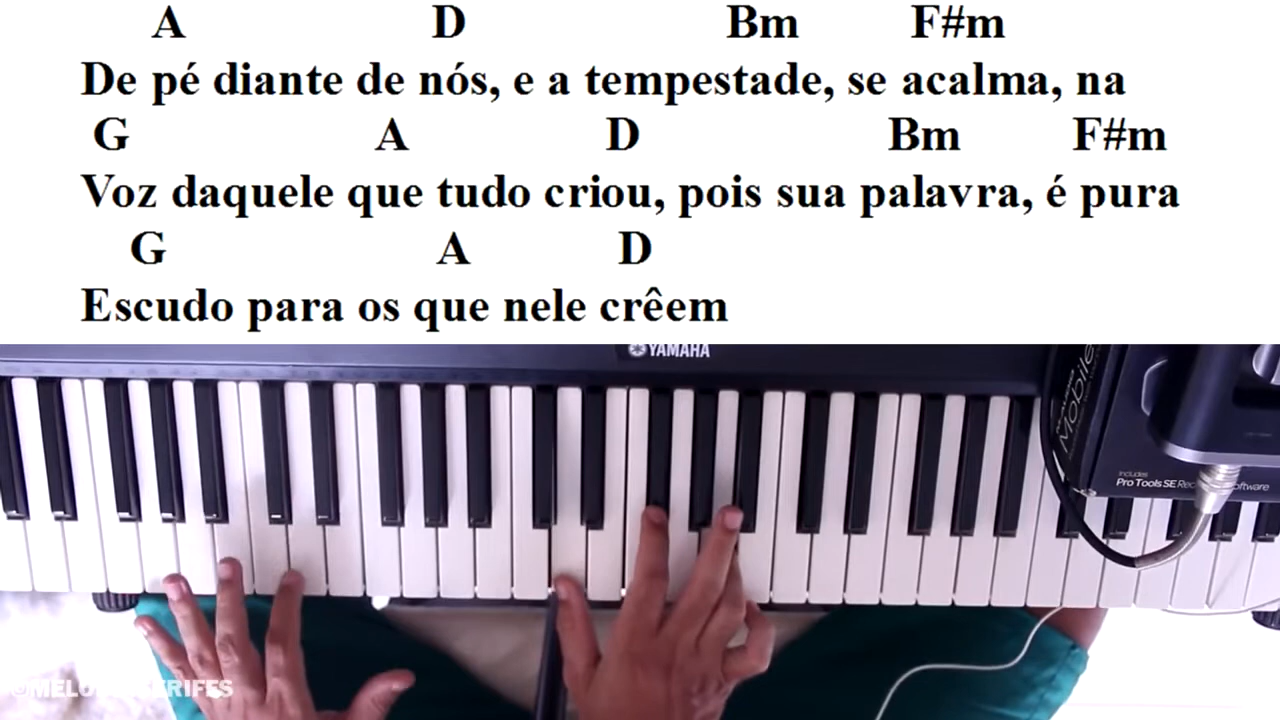 A D Bm F#m
De pé diante de nós, e a tempestade, se acalma, na
G A D Bm F#m
Voz daquele que tudo criou, pois sua palavra, é pura
G A D
Escudo para os que nele crêem
YAMAHA
Mobile
includes
Pro Tools SE